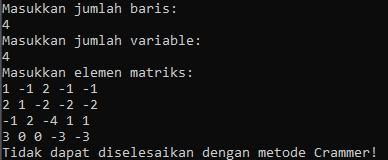 Masukkan jumlah baris:
4
Masukkan jumlah variable:
4
Masukkan elemen matriks:
1 -1 2 -1 -1
2 1 -2 -2 -2
-1 2 -4 1 1
3 0 0 -3 -3
Tidak dapat diselesaikan dengan metode Crammer!